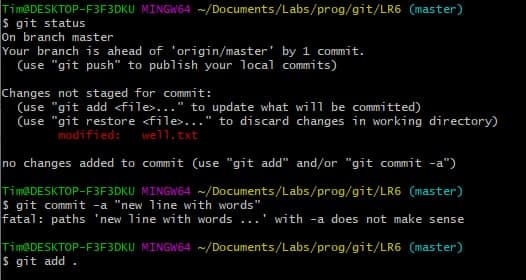 Tim@DESKTOP-F3F3DKU MINGW64 ~/Documents/Labs/prog/git/LR6 (master)
$ git status
On branch master
Your branch is ahead of 'origin/master' by 1 commit.
  (use "git push" to publish your local commits)

Changes not staged for commit:
  (use "git add <file>..." to update what will be committed)
  (use "git restore <file>..." to discard changes in working directory)
        modified:   well.txt

no changes added to commit (use "git add" and/or "git commit -a")

Tim@DESKTOP-F3F3DKU MINGW64 ~/Documents/Labs/prog/git/LR6 (master)
$ git commit -a "new line with words"
fatal: paths 'new line with words ...' with -a does not make sense

Tim@DESKTOP-F3F3DKU MINGW64 ~/Documents/Labs/prog/git/LR6 (master)
$ git add .